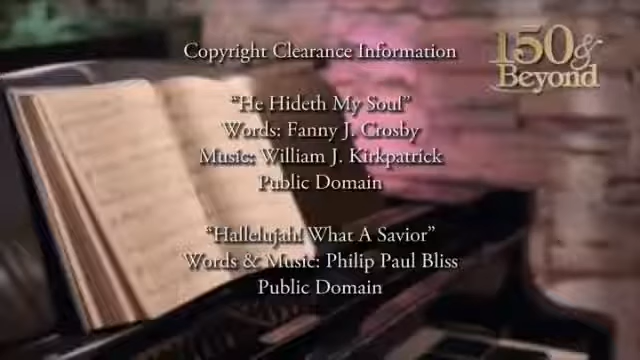 Copyright Clearance Information
150&
Beyond
"He Hideth My Soul"
Words: Fanny J. Crosby
Music: William J. Kirkpatrick
Public Domain
"Hallelujah! What A Savior"
Words & Music: Philip Paul Bliss
Public Domain